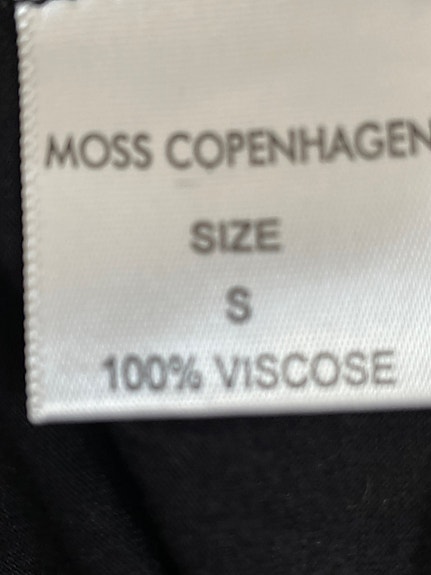 MOSS COPENHAGEN
SIZE
S
100% VISCOSE